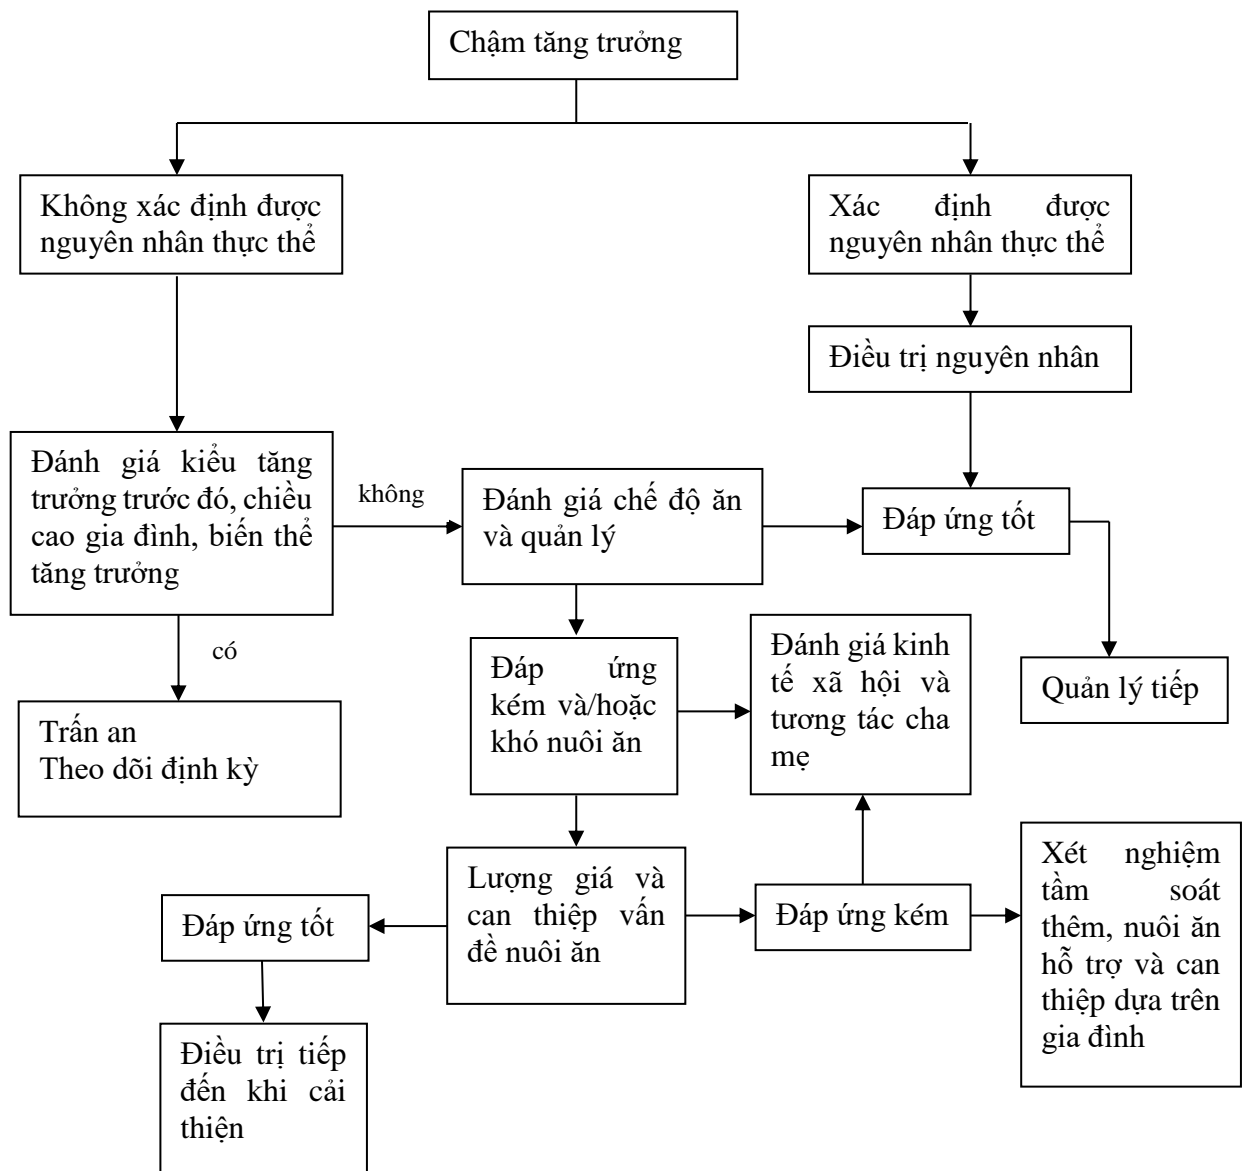 Chậm tăng trưởng
Không xác định được
nguyên nhân thực thể
Xác định được
nguyên nhân thực thể
Điều trị nguyên nhân
Đánh giá kiểu tăng
trưởng trước đó, chiều
cao gia đình, biến thể
tăng trưởng
không
Đánh giá chế độ ăn
và quản lý
Đáp ứng tốt
có
Trấn an
Theo dõi định kỳ
Đáp ứng
kém và/hoặc
khó nuôi ăn
Đánh giá kinh
tế xã hội và
tương tác cha
mẹ
Quản lý tiếp
Đáp ứng tốt
Lượng giá và
can thiệp vấn
đề nuôi ăn
Đáp ứng kém
Xét nghiệm
tầm soát
thêm, nuôi ăn
hỗ trợ và can
thiệp dựa trên
gia đình
Điều trị tiếp
đến khi cải
thiện